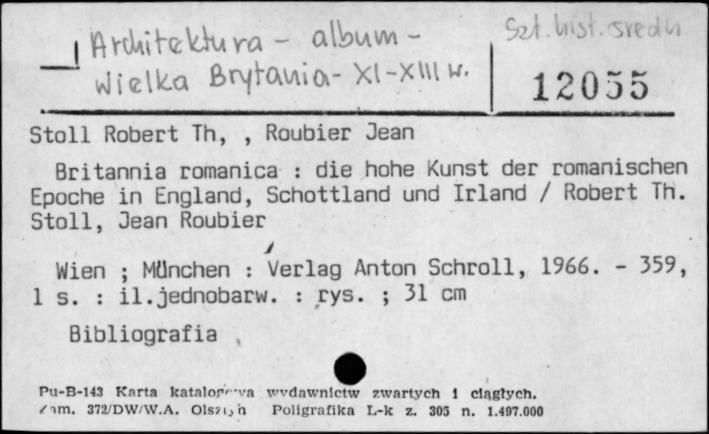 Architektura - album -
Szt. hist. średn
Wielka Brytania - XI-XIII w.
12055
Stoll Robert Th, , Roubier Jean
Britannia romanica : die hohe Kunst der romanischen
Epoche in England, Schottland und Irland / Robert Th.
Stoll, Jean Roubier
Wien ; München : Verlag Anton Schroll, 1966. - 359,
1 s. : il.jednobarw. : rys. ; 31 cm
Bibliografia
Pu-B-143 Karta katalogowa wydawnictw zwartych i ciągłych.
Zam. 372/DW/W.A. Olsztyn Poligrafika L-k z. 305 n. 1.497.000